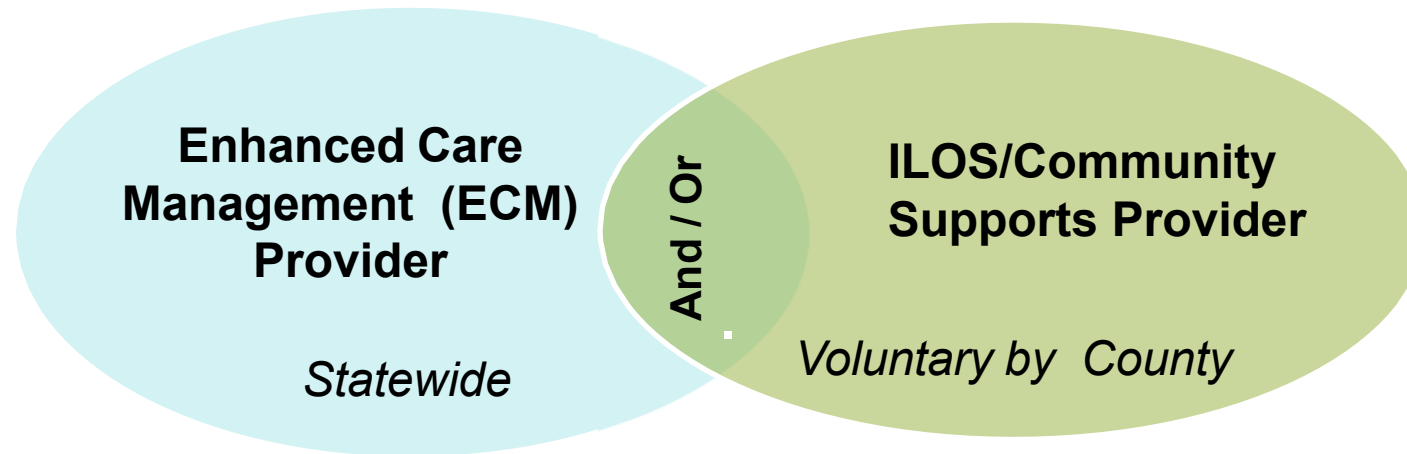 Enhanced Care
Management (ECM)
Provider
Statewide
And / Or
ILOS/Community
Supports Provider
Voluntary by County